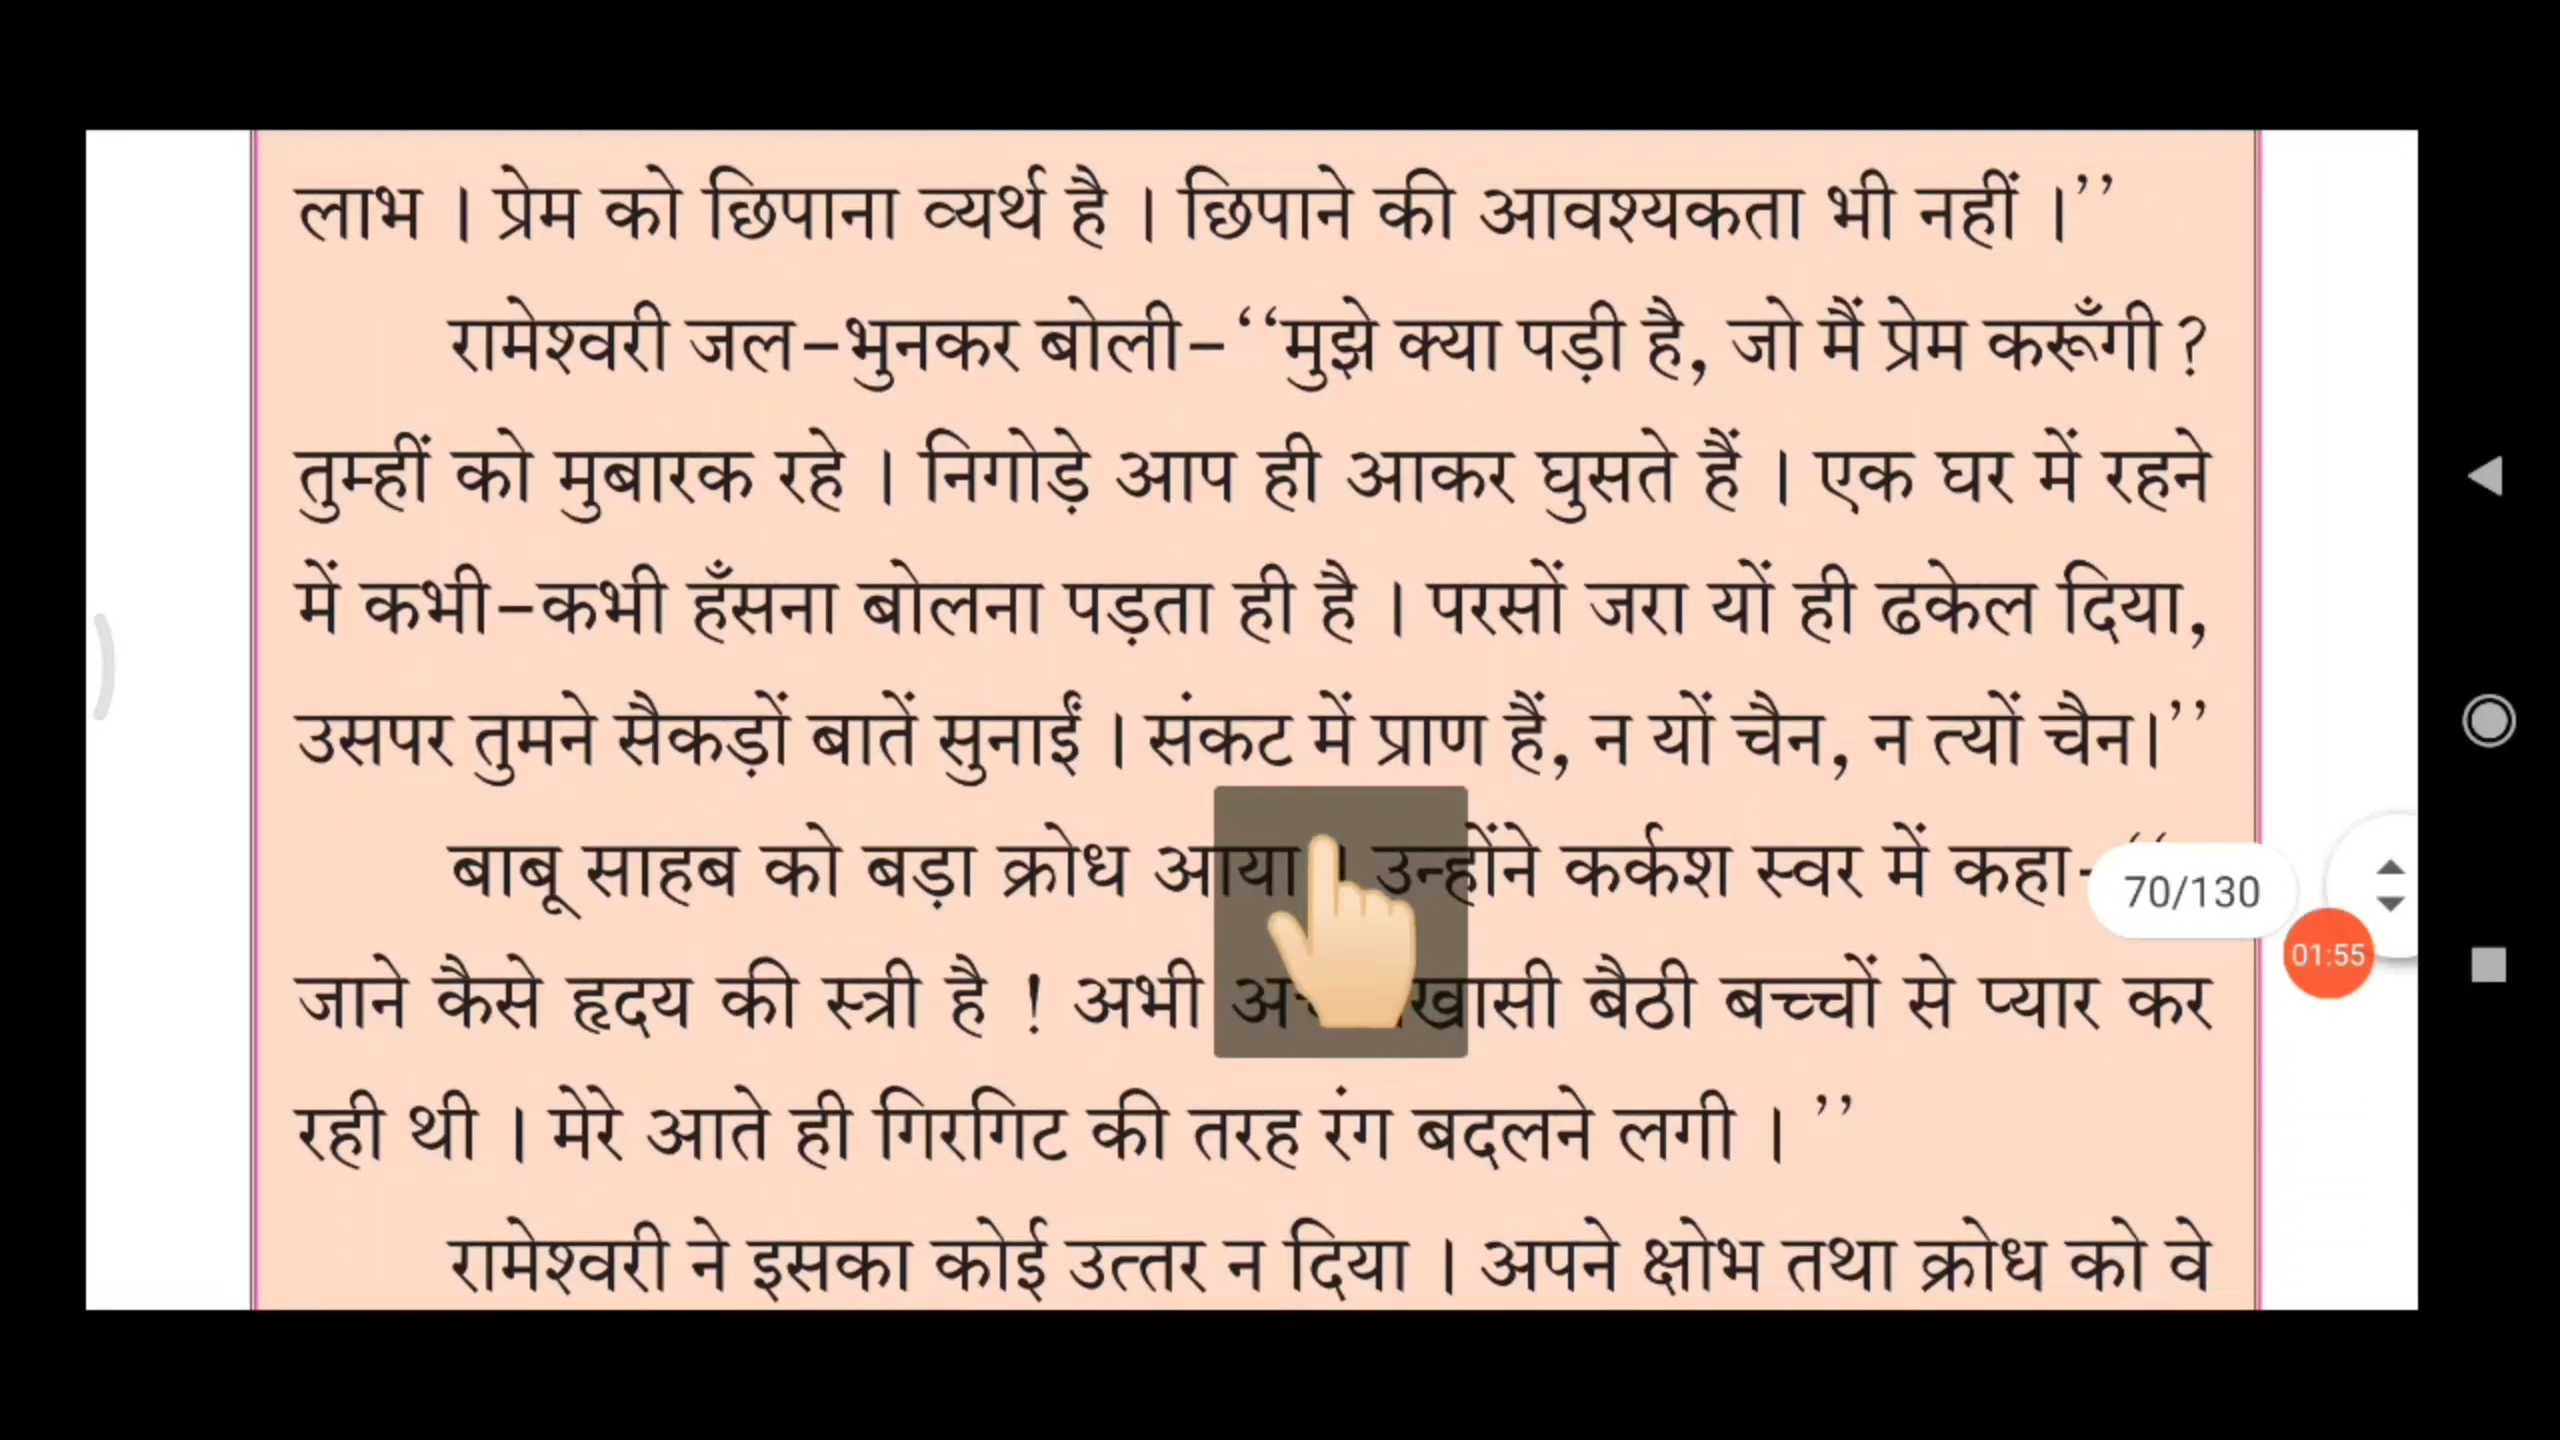 लाभ । प्रेम को छिपाना व्यर्थ है । छिपाने की आवश्यकता भी नहीं ।’’
रामेश्वरी जल-भुनकर बोली-‘‘मुझे क्या पड़ी है, जो मैं प्रेम करूँगी ?
तुम्हीं को मुबारक रहे । निगोड़े आप ही आकर घुसते हैं । एक घर में रहने
में कभी-कभी हँसना बोलना पड़ता ही है । परसों जरा यों ही ढकेल दिया,
उसपर तुमने सैकड़ों बातें सुनाईं । संकट में प्राण हैं, न यों चैन, न त्यों चैन।’’
बाबू साहब को बड़ा क्रोध आया । उन्होंने कर्कश स्वर में कहा-‘‘
70/130
01:55
जाने कैसे हृदय की स्त्री है ! अभी खासी बैठी बच्चों से प्यार कर
रही थी । मेरे आते ही गिरगिट की तरह रंग बदलने लगी । ’’
रामेश्वरी ने इसका कोई उत्तर न दिया । अपने क्षोभ तथा क्रोध को वे